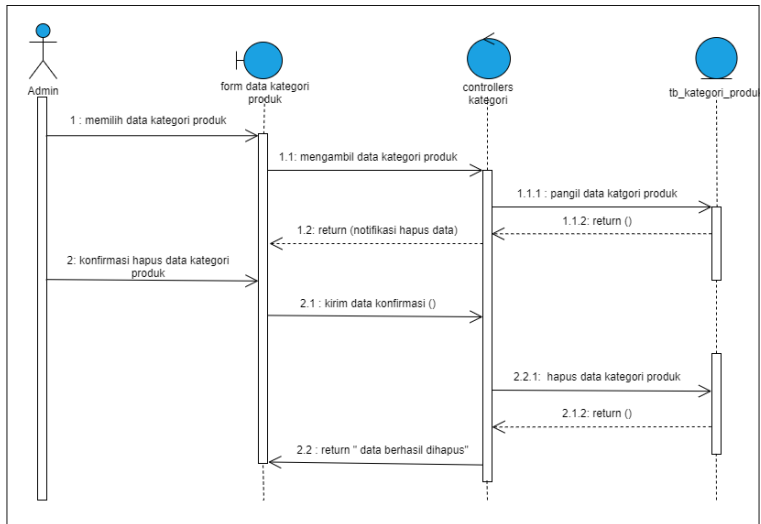 Admin
form data kategori
produk
controllers
kategori
tb_kategori_produk
1 : memilih data kategori produk
1.1: mengambil data kategori produk
1.1.1 : pangil data katgori produk
1.1.2: return ()
1.2: return (notifikasi hapus data)
2: konfirmasi hapus data kategori
produk
2.1 : kirim data konfirmasi ()
2.2.1:  hapus data kategori produk
2.1.2: return ()
2.2 : return " data berhasil dihapus"